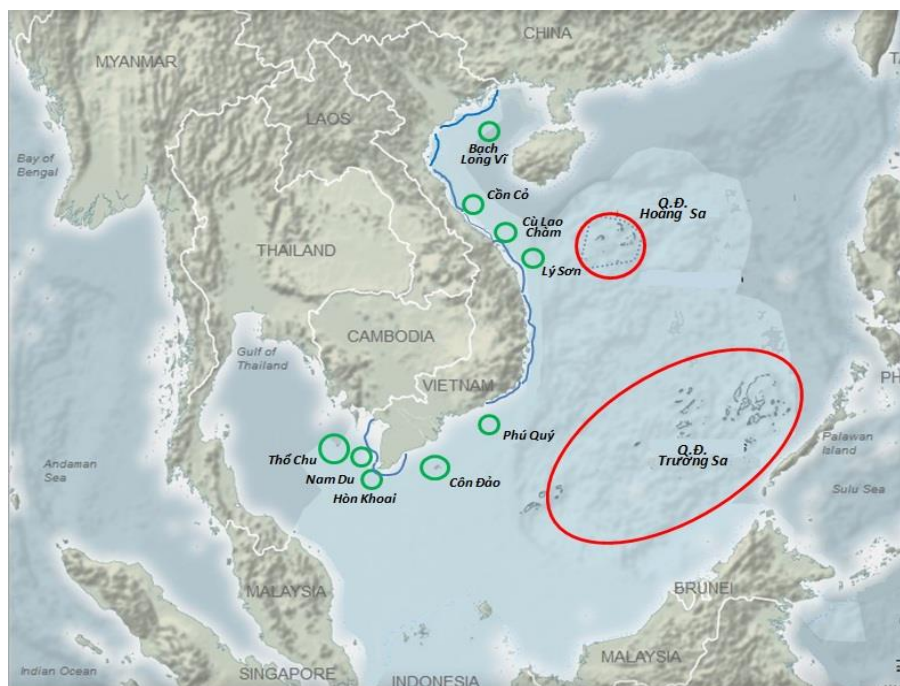 CHINA
MYANMAR
LAOS
Bay of
Bengal
Bạch
Long Vĩ
Cồn Cỏ
Q.Đ.
Hoàng Sa
Cù Lao
Chàm
Lý Sơn
THAILAND
CAMBODIA
Gulf of
Thailand
VIETNAM
PH
Phú Quý
Palawan
Island
Q.Đ.
Trường Sa
Thổ Chu
Nam Du
Hòn Khoai
Côn Đảo
Andaman
Sea
Sulu Sea
BRUNEI
MALAYSIA
MALAYSIA
Indian Ocean
SINGAPORE
INDONESIA